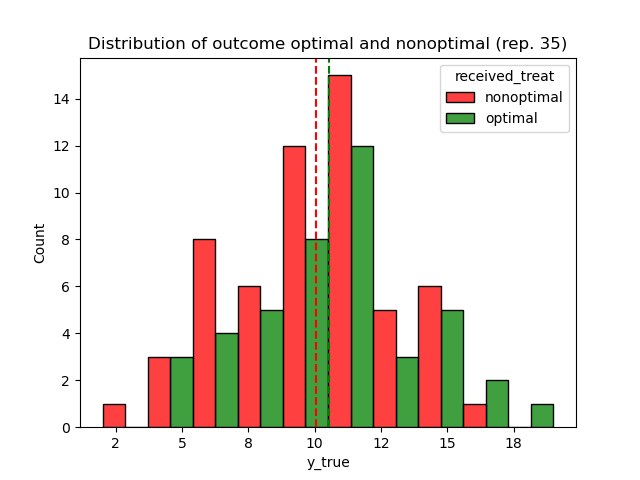 Distribution of outcome optimal and nonoptimal (rep. 35)
received_treat
nonoptimal
optimal
14
12
10
8
6
4
2
0
Count
2 5 8 10 12 15 18
y_true